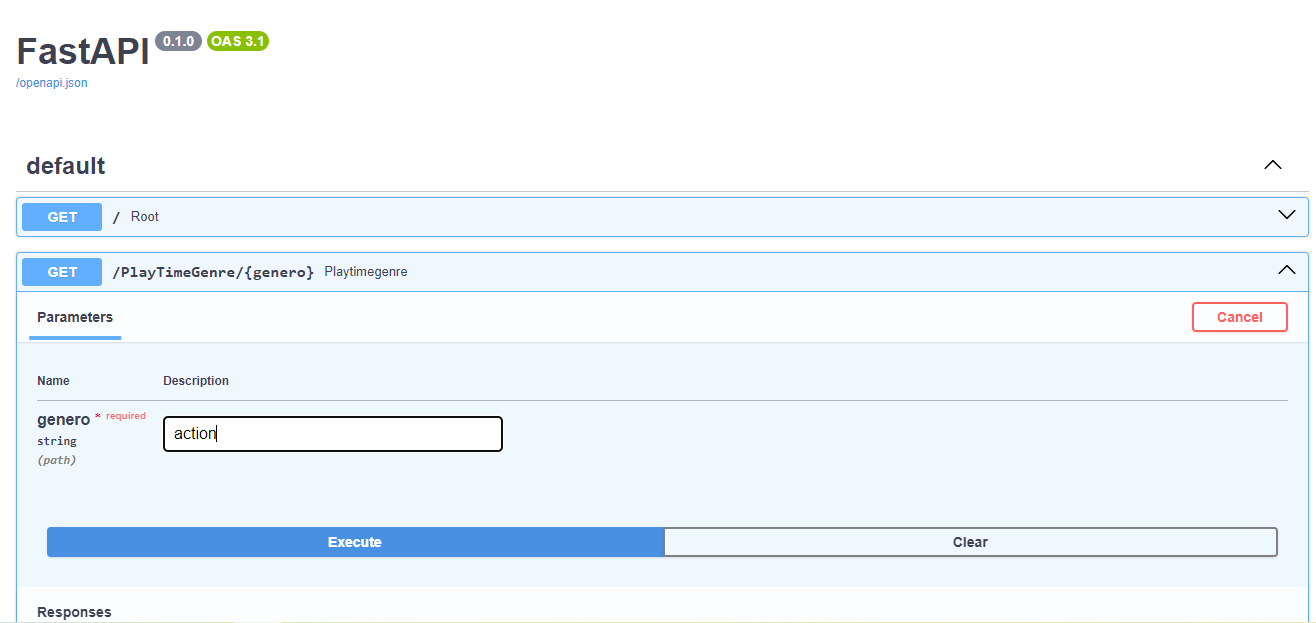 FastAPI 0.1.0 OAS 3.1
/openapi.json
default
GET / Root
GET /PlayTimeGenre/{genero} Playtimegenre
Parameters Cancel
Name Description
genero * required
string
(path)
action
Execute Clear
Responses